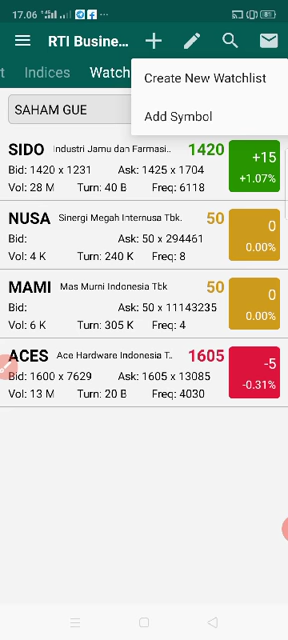 17.06
RTI Busine...
t Indices Watch
Create New Watchlist
Add Symbol
SAHAM GUE
SIDO Industri Jamu dan Farmasi.. 1420 +15
Bid: 1420 x 1231 Ask: 1425 x 1704 +1.07%
Vol: 28 M Turn: 40 B Freq: 6118
NUSA Sinergi Megah Internusa Tbk. 50 0
Bid: Ask: 50 x 294461 0.00%
Vol: 4 K Turn: 240 K Freq: 8
MAMI Mas Murni Indonesia Tbk 50 0
Bid: Ask: 50 x 11143235 0.00%
Vol: 6 K Turn: 305 K Freq: 4
ACES Ace Hardware Indonesia T.. 1605 -5
Bid: 1600 x 7629 Ask: 1605 x 13085 -0.31%
Vol: 13 M Turn: 20 B Freq: 4030